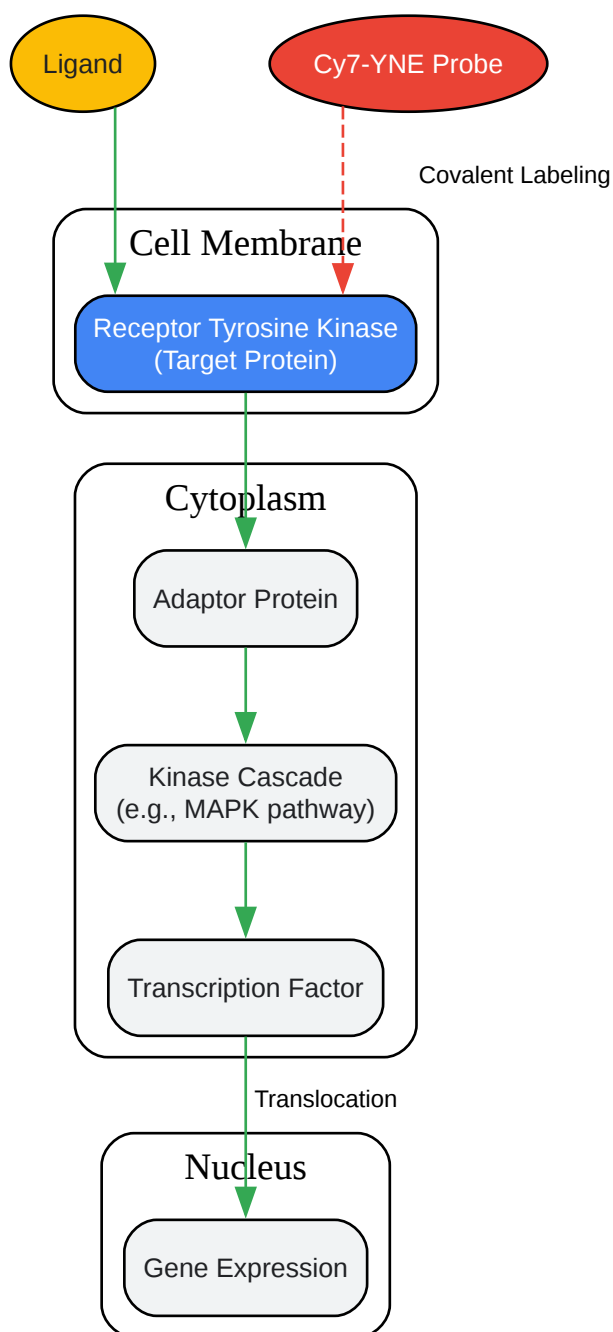 Ligand
Cy7-YNE Probe
Covalent Labeling
Cell Membrane
Receptor Tyrosine Kinase
(Target Protein)
Cytoplasm
Adaptor Protein
Kinase Cascade
(e.g., MAPK pathway)
Transcription Factor
Translocation
Nucleus
Gene Expression